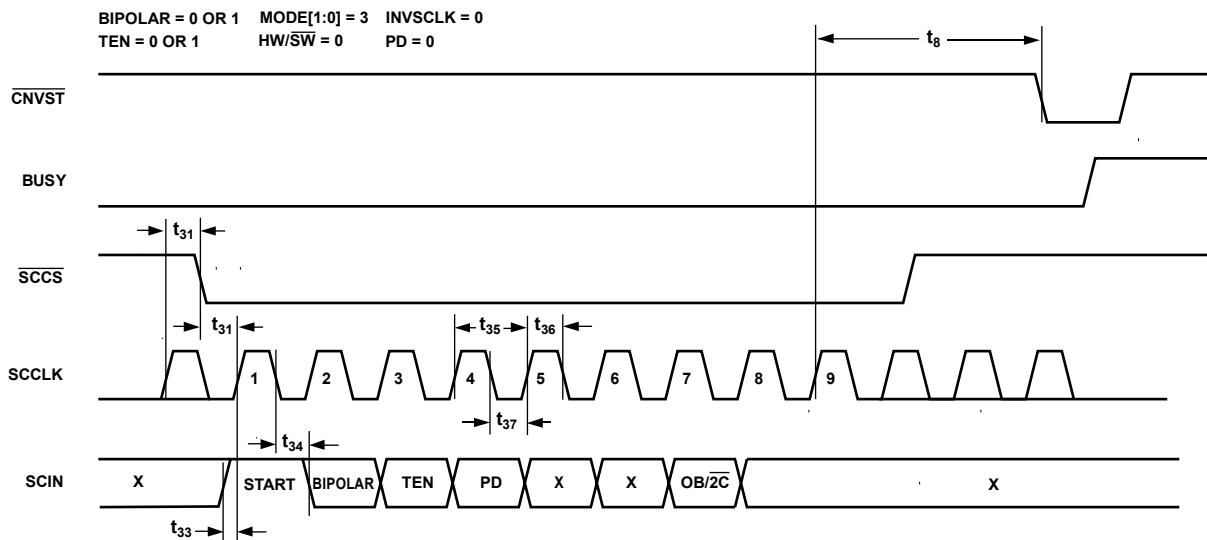 BIPOLAR = 0 OR 1 MODE[1:0] = 3 INVSCLK = 0
TEN = 0 OR 1 HW/SW = 0 PD = 0
t8
CNVST
BUSY
t31
SCCS
t31
t35
t36
SCCLK
1 2 3 4 5 6 7 8 9
t37
t34
SCIN
X START BIPOLAR TEN PD X X OB/2C X
t33